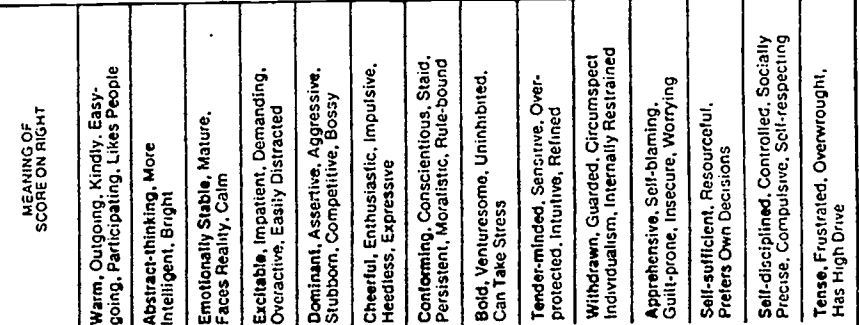 MEANING OF
SCORE ON RIGHT
Warm, Outgoing, Kindly, Easy-
going, Participating, Likes People
Abstract-thinking, More
Intelligent, Bright
Emotionally Stable, Mature,
Faces Reality, Calm
Excitable, Impatient, Demanding,
Overactive, Easily Distracted
Dominant, Assertive, Aggressive,
Stubborn, Competitive, Bossy
Cheerful, Enthusiastic, Impulsive,
Heedless, Expressive
Conforming, Conscientious, Staid,
Persistent, Moralistic, Rule-bound
Bold, Venturesome, Uninhibited,
Can Take Stress
Tender-minded, Sensitive, Over-
protected, Intuitive, Refined
Withdrawn, Guarded, Circumspect
Individualism, Internally Restrained
Apprehensive, Self-blaming,
Guilt-prone, Insecure, Worrying
Self-sufficient, Resourceful,
Prefers Own Decisions
Self-disciplined, Controlled, Socially
Precise, Compulsive, Self-respecting
Tense, Frustrated, Overwrought,
Has High Drive